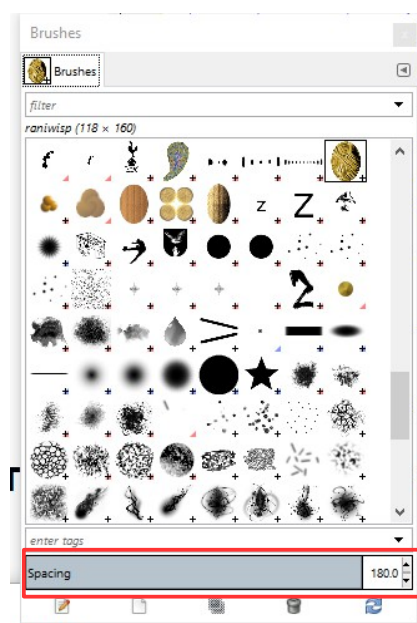 Brushes
x
Brushes
filter
raniwisp (118 × 160)
z Z
enter tags
Spacing 180.0